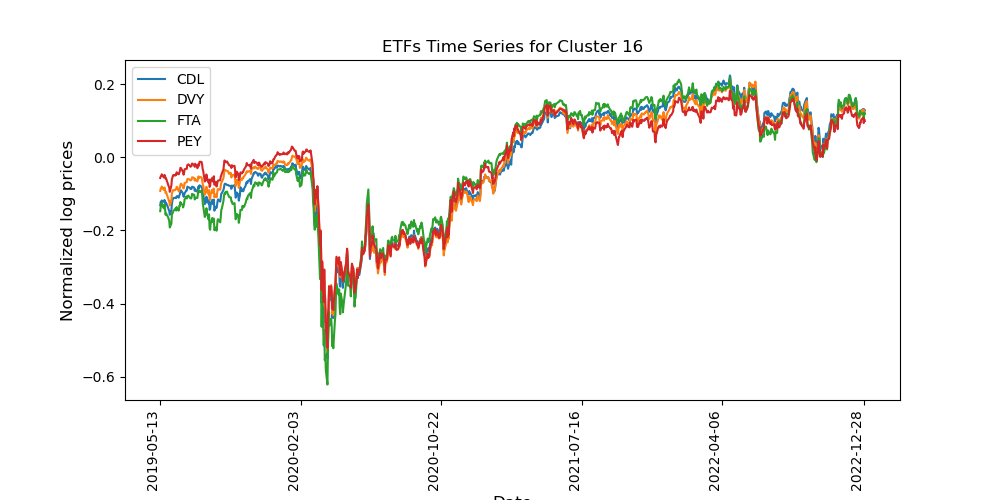 ETFs Time Series for Cluster 16
CDL
DVY
FTA
PEY
Normalized log prices
0.2
0.0
−0.2
−0.4
−0.6
2019-05-13
2020-02-03
2020-10-22
2021-07-16
2022-04-06
2022-12-28
Date